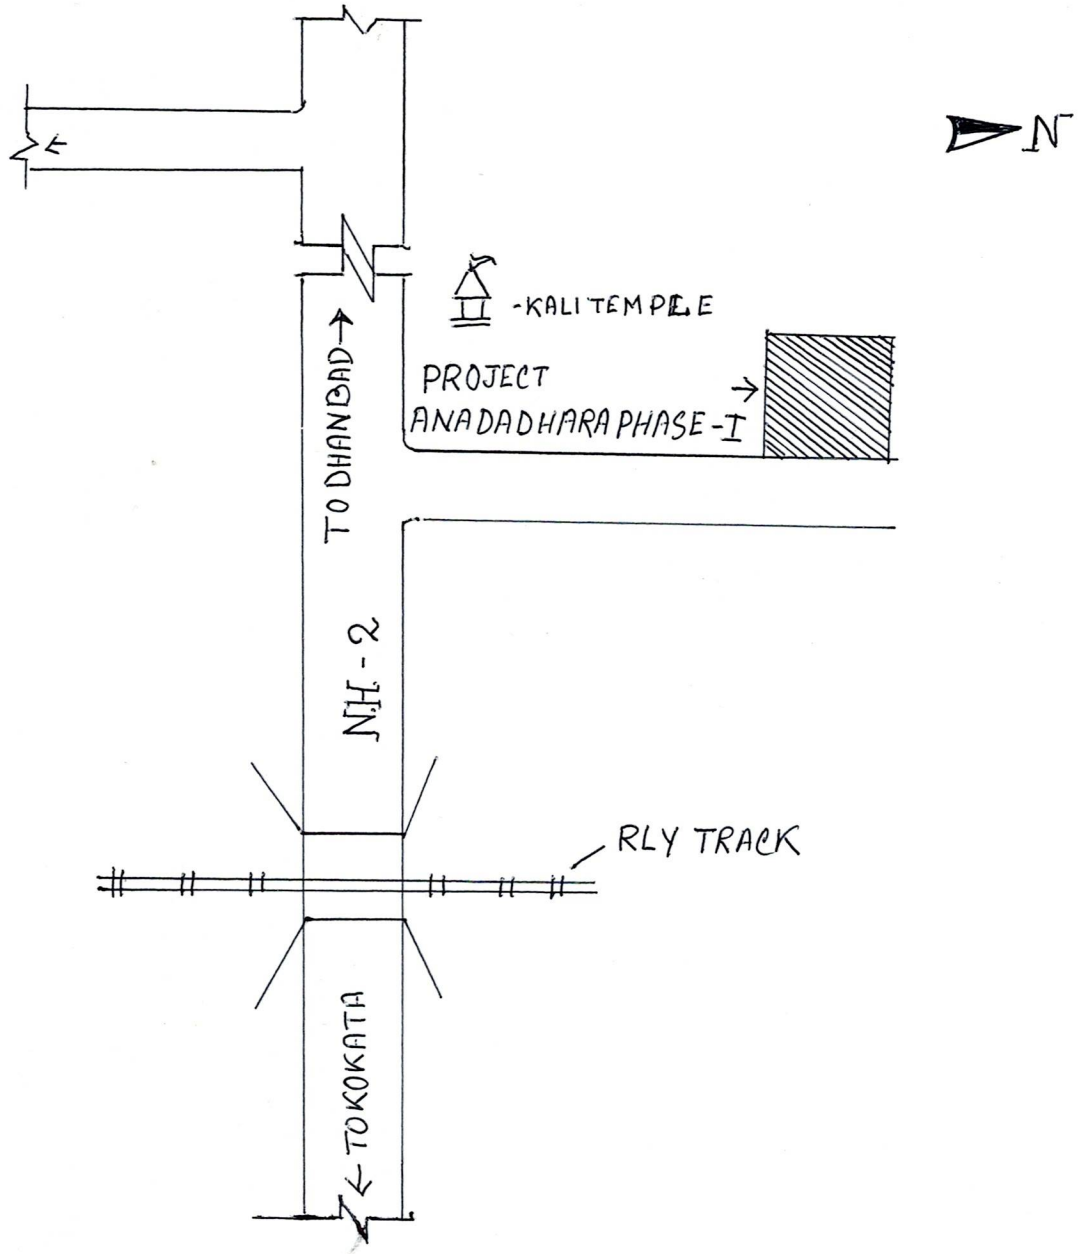 N
-KALI TEMPLE
PROJECT
ANADADHARA PHASE-I
TO DHANBAD
N.H.-2
RLY TRACK
TO KOKATA